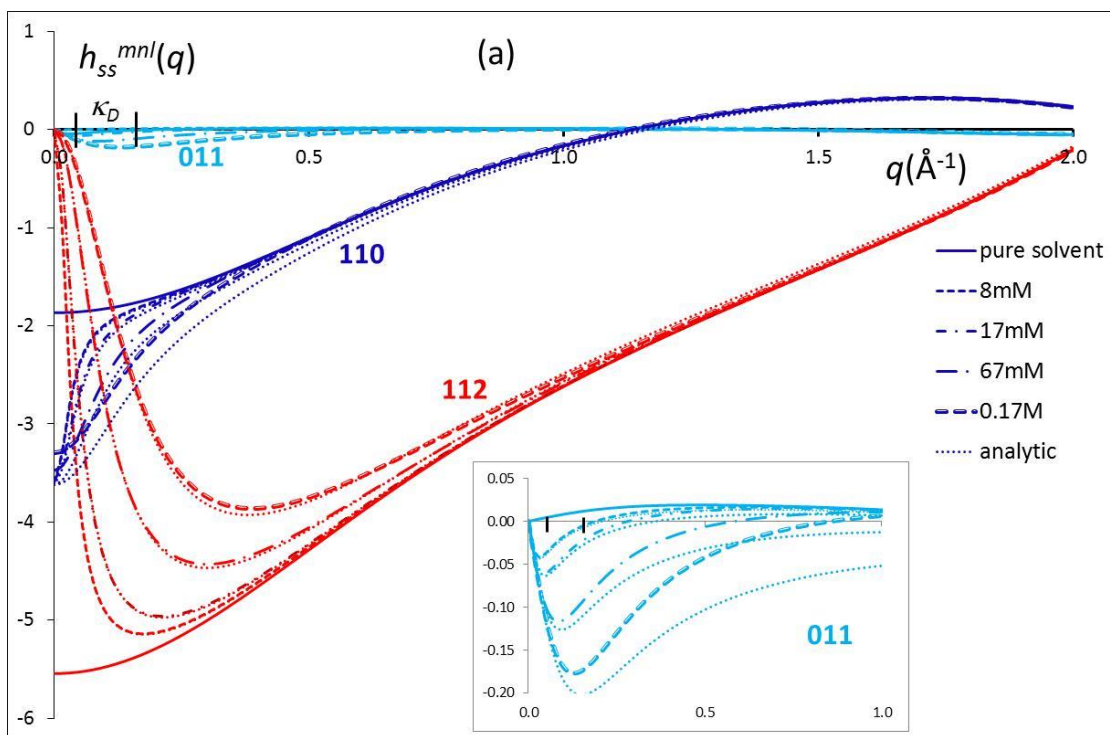 1
h_ss^mnl(q)
(a)
κ_D
0
0.0
011
0.5
1.0
1.5
2.0
q(Å⁻¹)
-1
110
pure solvent
-2
8mM
17mM
-3
112
67mM
0.17M
-4
analytic
0.05
0.00
-5
-0.05
-0.10
011
-0.15
-0.20
-6
0.0
0.5
1.0